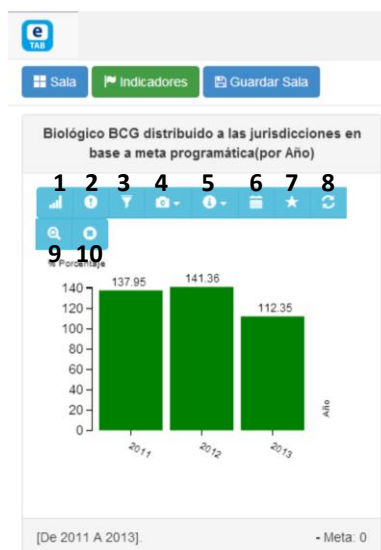 e
TAB
Sala
Indicadores
Guardar Sala
Biológico BCG distribuido a las jurisdicciones en
base a meta programática(por Año)
1 2 3 4 5 6 7 8
9 10
% Porcentaje
137.95
141.36
112.35
140
120
100
80
60
40
20
0
2011
2012
2013
Año
[De 2011 A 2013].
- Meta: 0